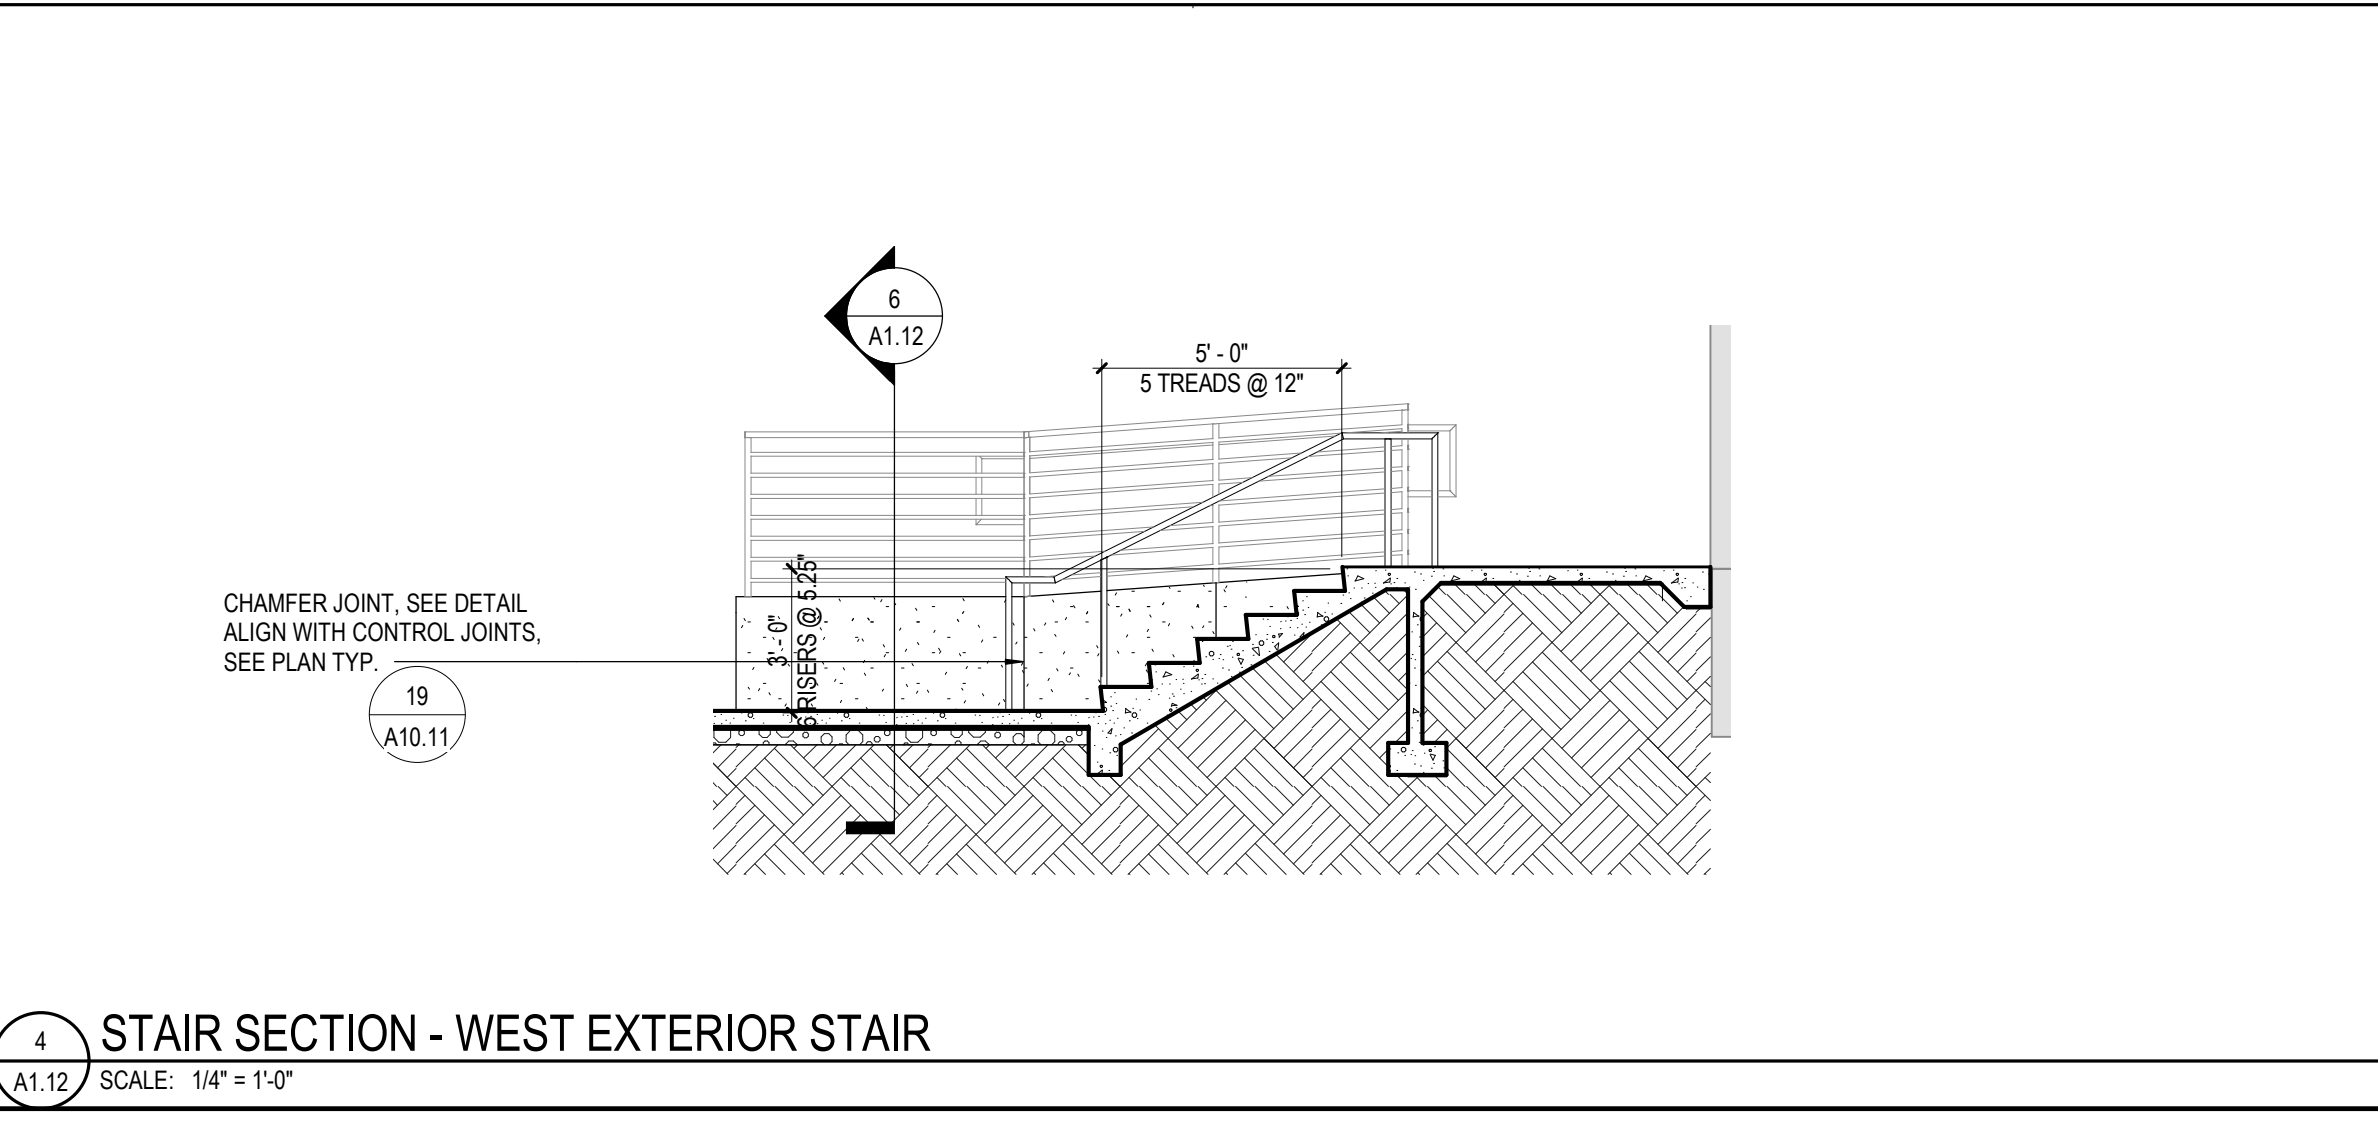 6
A1.12
5' - 0"
5 TREADS @ 12"
3' - 0"
6 RISERS @ 5.25"
CHAMFER JOINT, SEE DETAIL
ALIGN WITH CONTROL JOINTS,
SEE PLAN TYP.
19
A10.11
4
A1.12
STAIR SECTION - WEST EXTERIOR STAIR
SCALE: 1/4" = 1'-0"